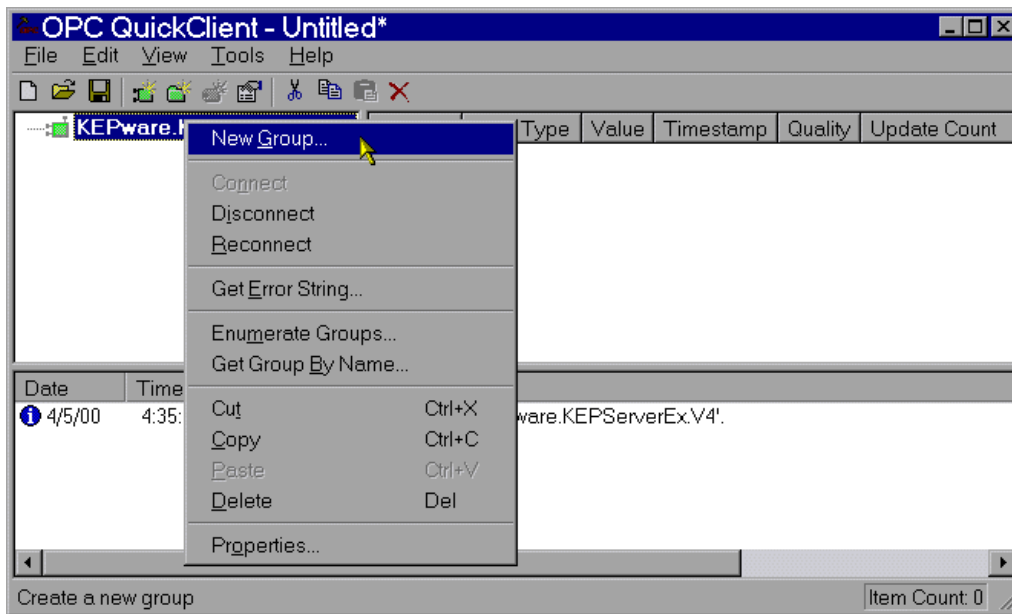 OPC QuickClient - Untitled*
File Edit View Tools Help
KEPware.
Type Value Timestamp Quality Update Count
New Group...
Connect
Disconnect
Reconnect
Get Error String...
Enumerate Groups...
Get Group By Name...
Date Time
4/5/00 4:35: ware.KEPServerEx.V4'.
Cut Ctrl+X
Copy Ctrl+C
Paste Ctrl+V
Delete Del
Properties...
Create a new group Item Count: 0